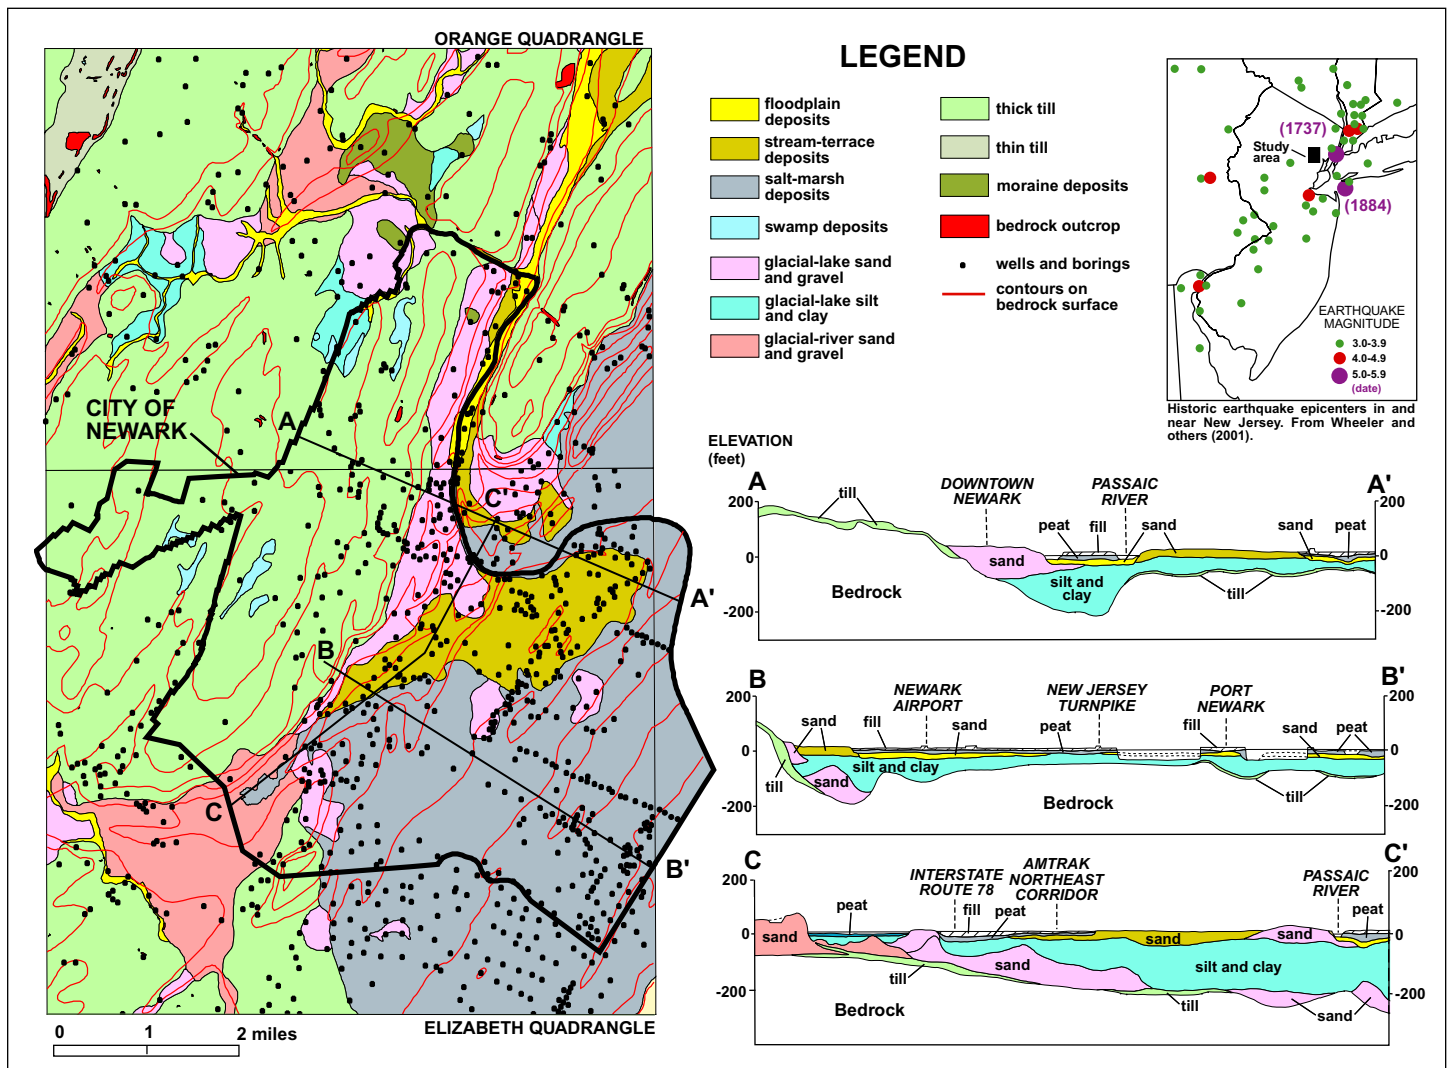 ORANGE QUADRANGLE
CITY OF
NEWARK
A
C'
A'
B
C
B'
0 1 2 miles
ELIZABETH QUADRANGLE
LEGEND
floodplain
deposits
stream-terrace
deposits
salt-marsh
deposits
swamp deposits
glacial-lake sand
and gravel
glacial-lake silt
and clay
glacial-river sand
and gravel
thick till
thin till
moraine deposits
bedrock outcrop
wells and borings
contours on
bedrock surface
(1737)
Study
area
(1884)
EARTHQUAKE
MAGNITUDE
3.0-3.9
4.0-4.9
5.0-5.9
(date)
Historic earthquake epicenters in and
near New Jersey. From Wheeler and
others (2001).
ELEVATION
(feet)
A A'
200 200
0 0
-200 -200
till
DOWNTOWN
NEWARK
PASSAIC
RIVER
peat fill sand sand peat
sand
silt and
clay
till
Bedrock
B B'
200 200
0 0
-200 -200
NEWARK
AIRPORT
NEW JERSEY
TURNPIKE
PORT
NEWARK
sand fill sand peat fill sand peat
silt and clay
till
sand
till
Bedrock
C C'
200 200
0 0
-200 -200
INTERSTATE
ROUTE 78
AMTRAK
NORTHEAST
CORRIDOR
PASSAIC
RIVER
peat fill peat peat
sand sand sand
sand
silt and clay
till
till
sand
Bedrock